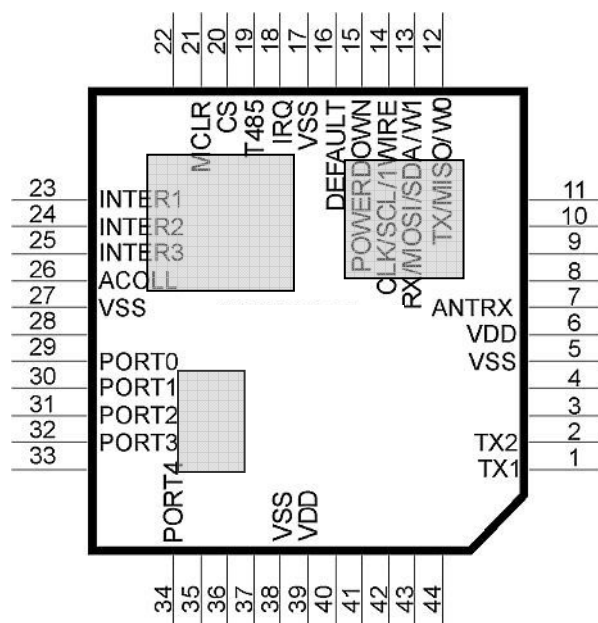 22 21 20 19 18 17 16 15 14 13 12
MCLR
CS
T485
IRQ
VSS
DEFAULT
POWERDOWN
CLK/SCL/1WIRE
RX/MOSI/SDA/W1
TX/MISO/W0
23 INTER1 11
24 INTER2 10
25 INTER3 9
26 ACOLL 8
27 VSS ANTRX 7
28 VDD 6
29 PORT0 VSS 5
30 PORT1 4
31 PORT2 3
32 PORT3 TX2 2
33 TX1 1
PORT4
VSS
VDD
34 35 36 37 38 39 40 41 42 43 44